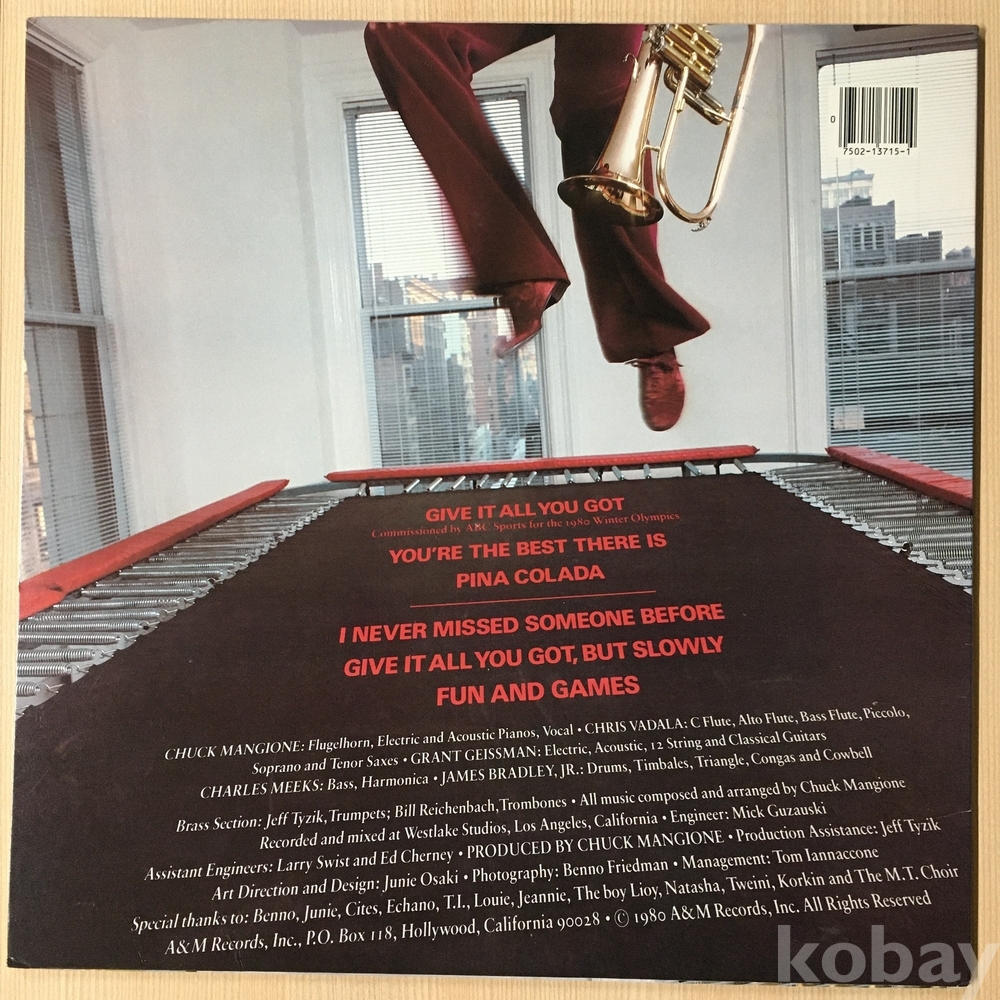 0
7502-13715-1
GIVE IT ALL YOU GOT
Commissioned by ABC Sports for the 1980 Winter Olympics
YOU'RE THE BEST THERE IS
PINA COLADA
I NEVER MISSED SOMEONE BEFORE
GIVE IT ALL YOU GOT, BUT SLOWLY
FUN AND GAMES
CHUCK MANGIONE: Flugelhorn, Electric and Acoustic Pianos, Vocal • CHRIS VADALA: C Flute, Alto Flute, Bass Flute, Piccolo,
Soprano and Tenor Saxes • GRANT GEISSMAN: Electric, Acoustic, 12 String and Classical Guitars
CHARLES MEEKS: Bass, Harmonica • JAMES BRADLEY, JR.: Drums, Timbales, Triangle, Congas and Cowbell
Brass Section: Jeff Tyzik, Trumpets; Bill Reichenbach, Trombones • All music composed and arranged by Chuck Mangione
Recorded and mixed at Westlake Studios, Los Angeles, California • Engineer: Mick Guzauski
Assistant Engineers: Larry Swist and Ed Cherney • PRODUCED BY CHUCK MANGIONE • Production Assistance: Jeff Tyzik
Art Direction and Design: Junie Osaki • Photography: Benno Friedman • Management: Tom Iannaccone
Special thanks to: Benno, Junie, Cites, Echano, T.I., Louie, Jeannie, The boy Lioy, Natasha, Tweini, Korkin and The M.T. Choir
A&M Records, Inc., P.O. Box 118, Hollywood, California 90028 • © 1980 A&M Records, Inc. All Rights Reserved
kobay